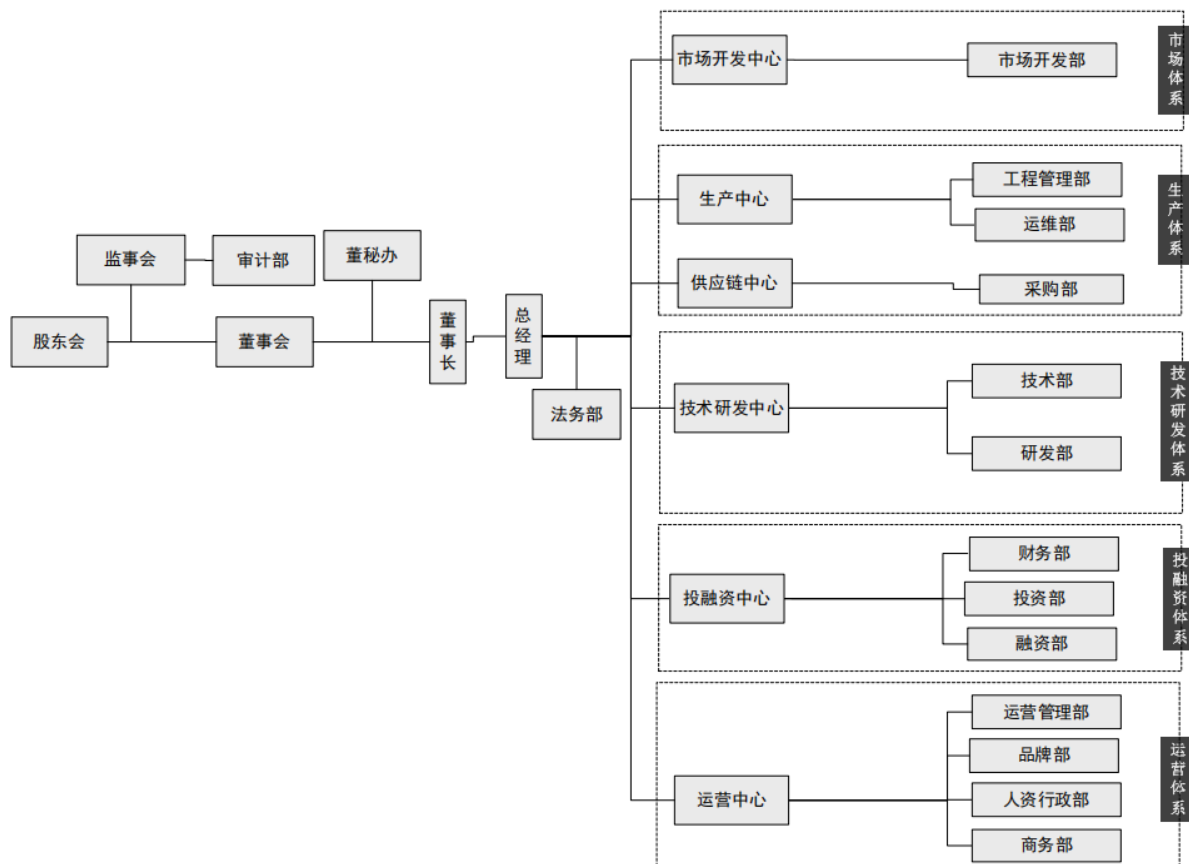 市场开发中心
市场开发部
市场体系
生产中心
工程管理部
运维部
生产体系
供应链中心
采购部
监事会
审计部
董秘办
股东会
董事会
董事长
总经理
法务部
技术研发中心
技术部
研发部
技术研发体系
投融资中心
财务部
投资部
融资部
投融资体系
运营中心
运营管理部
品牌部
人资行政部
商务部
运营体系